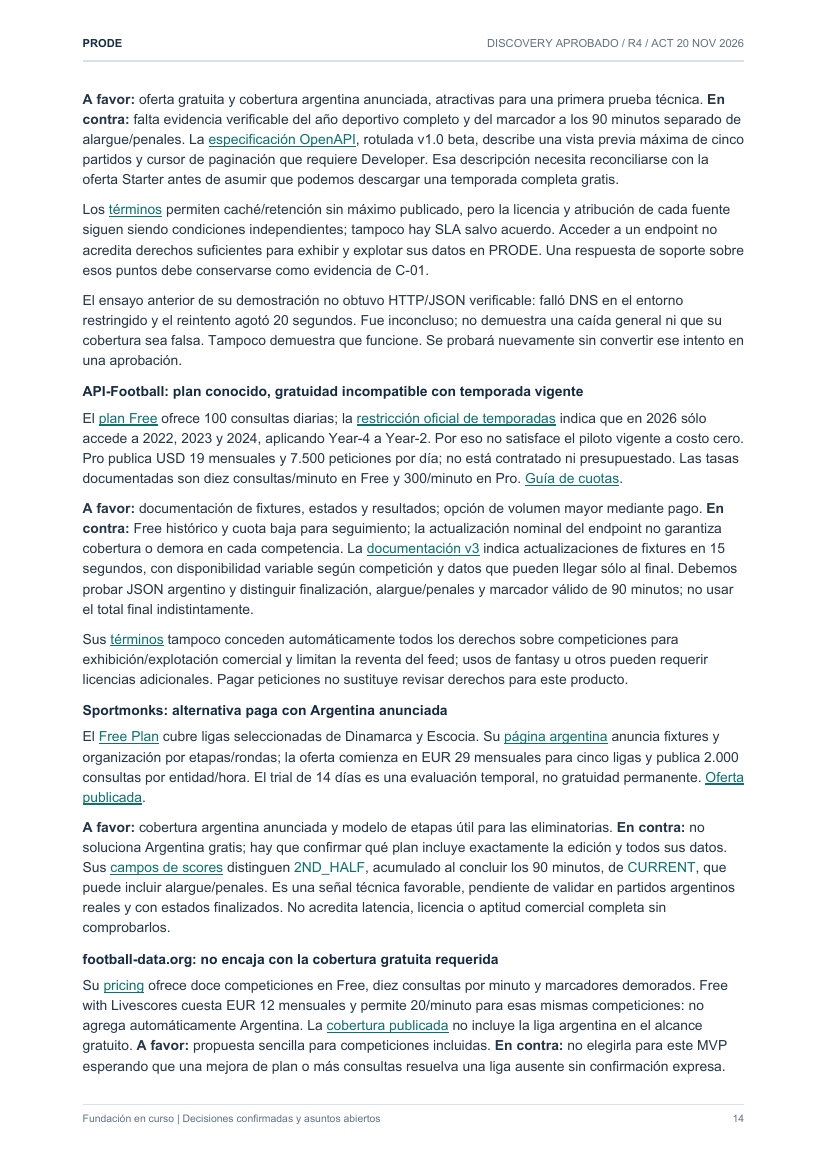 PRODE
DISCOVERY APROBADO / R4 / ACT 20 NOV 2026
A favor: oferta gratuita y cobertura argentina anunciada, atractivas para una primera prueba técnica. En
contra: falta evidencia verificable del año deportivo completo y del marcador a los 90 minutos separado de
alargue/penales. La especificación OpenAPI, rotulada v1.0 beta, describe una vista previa máxima de cinco
partidos y cursor de paginación que requiere Developer. Esa descripción necesita reconciliarse con la
oferta Starter antes de asumir que podemos descargar una temporada completa gratis.
Los términos permiten caché/retención sin máximo publicado, pero la licencia y atribución de cada fuente
siguen siendo condiciones independientes; tampoco hay SLA salvo acuerdo. Acceder a un endpoint no
acredita derechos suficientes para exhibir y explotar sus datos en PRODE. Una respuesta de soporte sobre
esos puntos debe conservarse como evidencia de C-01.
El ensayo anterior de su demostración no obtuvo HTTP/JSON verificable: falló DNS en el entorno
restringido y el reintento agotó 20 segundos. Fue inconcluso; no demuestra una caída general ni que su
cobertura sea falsa. Tampoco demuestra que funcione. Se probará nuevamente sin convertir ese intento en
una aprobación.
API-Football: plan conocido, gratuidad incompatible con temporada vigente
El plan Free ofrece 100 consultas diarias; la restricción oficial de temporadas indica que en 2026 sólo
accede a 2022, 2023 y 2024, aplicando Year-4 a Year-2. Por eso no satisface el piloto vigente a costo cero.
Pro publica USD 19 mensuales y 7.500 peticiones por día; no está contratado ni presupuestado. Las tasas
documentadas son diez consultas/minuto en Free y 300/minuto en Pro. Guía de cuotas.
A favor: documentación de fixtures, estados y resultados; opción de volumen mayor mediante pago. En
contra: Free histórico y cuota baja para seguimiento; la actualización nominal del endpoint no garantiza
cobertura o demora en cada competencia. La documentación v3 indica actualizaciones de fixtures en 15
segundos, con disponibilidad variable según competición y datos que pueden llegar sólo al final. Debemos
probar JSON argentino y distinguir finalización, alargue/penales y marcador válido de 90 minutos; no usar
el total final indistintamente.
Sus términos tampoco conceden automáticamente todos los derechos sobre competiciones para
exhibición/explotación comercial y limitan la reventa del feed; usos de fantasy u otros pueden requerir
licencias adicionales. Pagar peticiones no sustituye revisar derechos para este producto.
Sportmonks: alternativa paga con Argentina anunciada
El Free Plan cubre ligas seleccionadas de Dinamarca y Escocia. Su página argentina anuncia fixtures y
organización por etapas/rondas; la oferta comienza en EUR 29 mensuales para cinco ligas y publica 2.000
consultas por entidad/hora. El trial de 14 días es una evaluación temporal, no gratuidad permanente. Oferta
publicada.
A favor: cobertura argentina anunciada y modelo de etapas útil para las eliminatorias. En contra: no
soluciona Argentina gratis; hay que confirmar qué plan incluye exactamente la edición y todos sus datos.
Sus campos de scores distinguen 2ND_HALF, acumulado al concluir los 90 minutos, de CURRENT, que
puede incluir alargue/penales. Es una señal técnica favorable, pendiente de validar en partidos argentinos
reales y con estados finalizados. No acredita latencia, licencia o aptitud comercial completa sin
comprobarlos.
football-data.org: no encaja con la cobertura gratuita requerida
Su pricing ofrece doce competiciones en Free, diez consultas por minuto y marcadores demorados. Free
with Livescores cuesta EUR 12 mensuales y permite 20/minuto para esas mismas competiciones: no
agrega automáticamente Argentina. La cobertura publicada no incluye la liga argentina en el alcance
gratuito. A favor: propuesta sencilla para competiciones incluidas. En contra: no elegirla para este MVP
esperando que una mejora de plan o más consultas resuelva una liga ausente sin confirmación expresa.
Fundación en curso | Decisiones confirmadas y asuntos abiertos
14